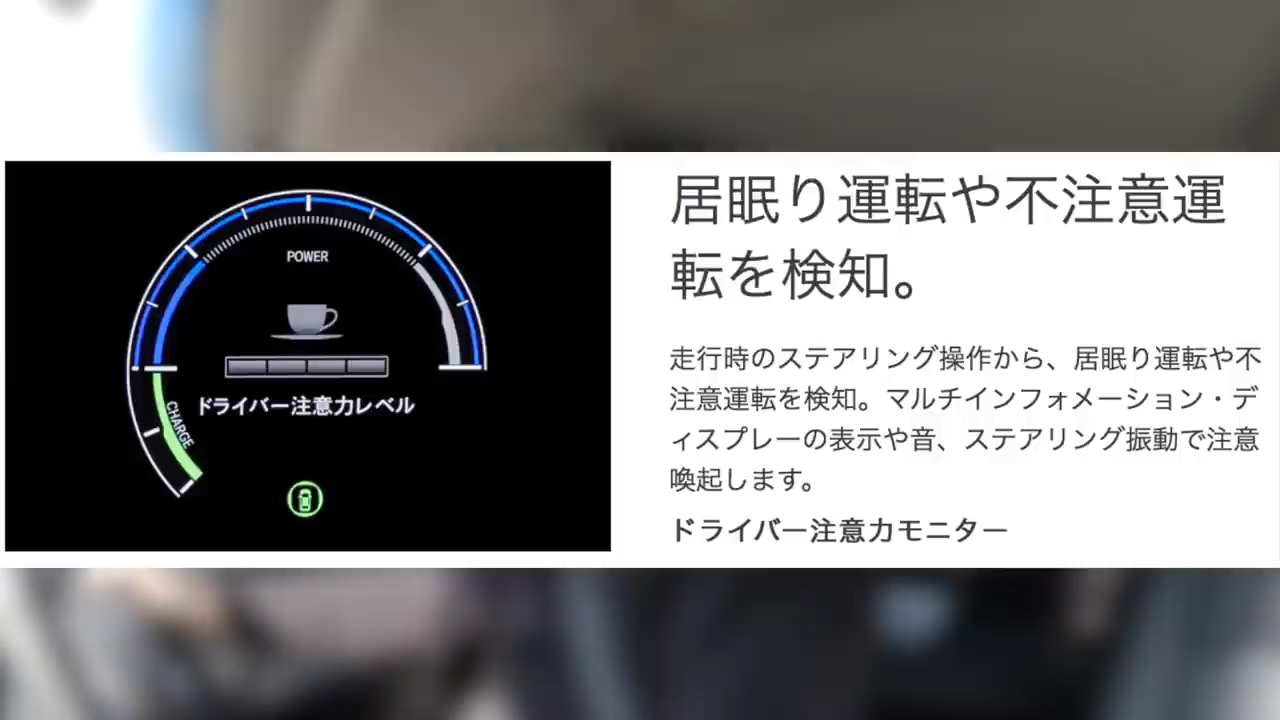 POWER
CHARGE
ドライバー注意力レベル
居眠り運転や不注意運
転を検知。
走行時のステアリング操作から、居眠り運転や不
注意運転を検知。マルチインフォメーション・デ
ィスプレーの表示や音、ステアリング振動で注意
喚起します。
ドライバー注意力モニター